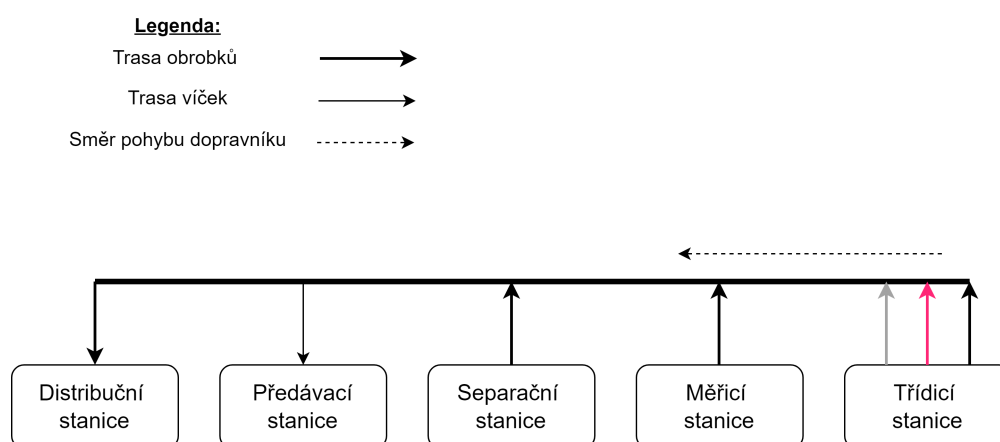 Legenda:
Trasa obrobků
Trasa víček
Směr pohybu dopravníku
Distribuční
stanice
Předávací
stanice
Separační
stanice
Měřicí
stanice
Třídicí
stanice